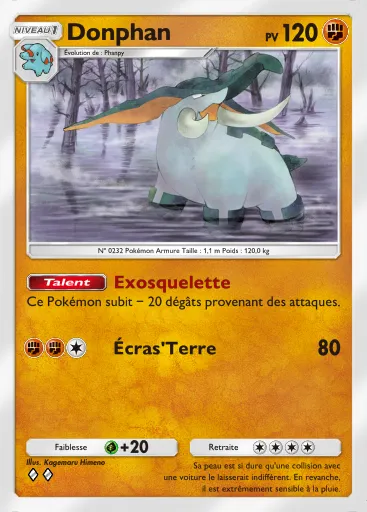 NIVEAU 1
Donphan
PV 120
Évolution de : Phanpy
N° 0232 Pokémon Armure Taille : 1,1 m Poids : 120,0 kg
Talent Exosquelette
Ce Pokémon subit − 20 dégâts provenant des attaques.
Écras'Terre 80
Faiblesse +20 Retraite
Illus. Kagemaru Himeno
Sa peau est si dure qu'une collision avec
une voiture le laisserait indifférent. En revanche,
il est extrêmement sensible à la pluie.